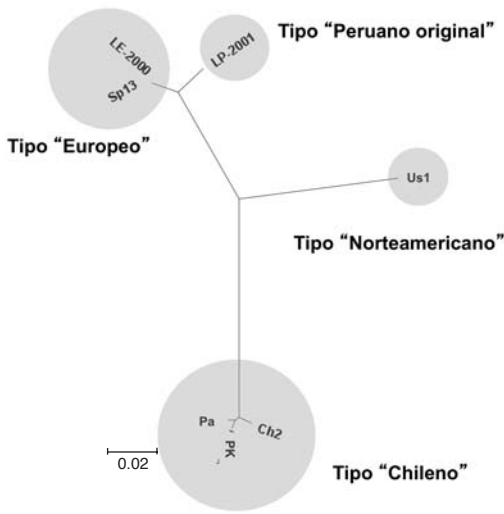 LE-2000
Sp13
LP-2001
Tipo “Peruano original”
Tipo “Europeo”
Us1
Tipo “Norteamericano”
Pa
PK
Ch2
0.02
Tipo “Chileno”